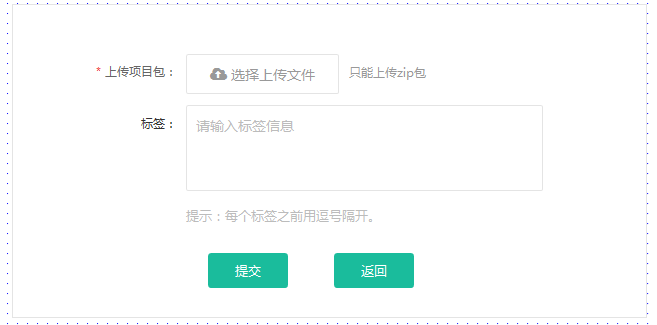 * 上传项目包： 选择上传文件 只能上传zip包
标签： 请输入标签信息
提示：每个标签之前用逗号隔开。
提交 返回